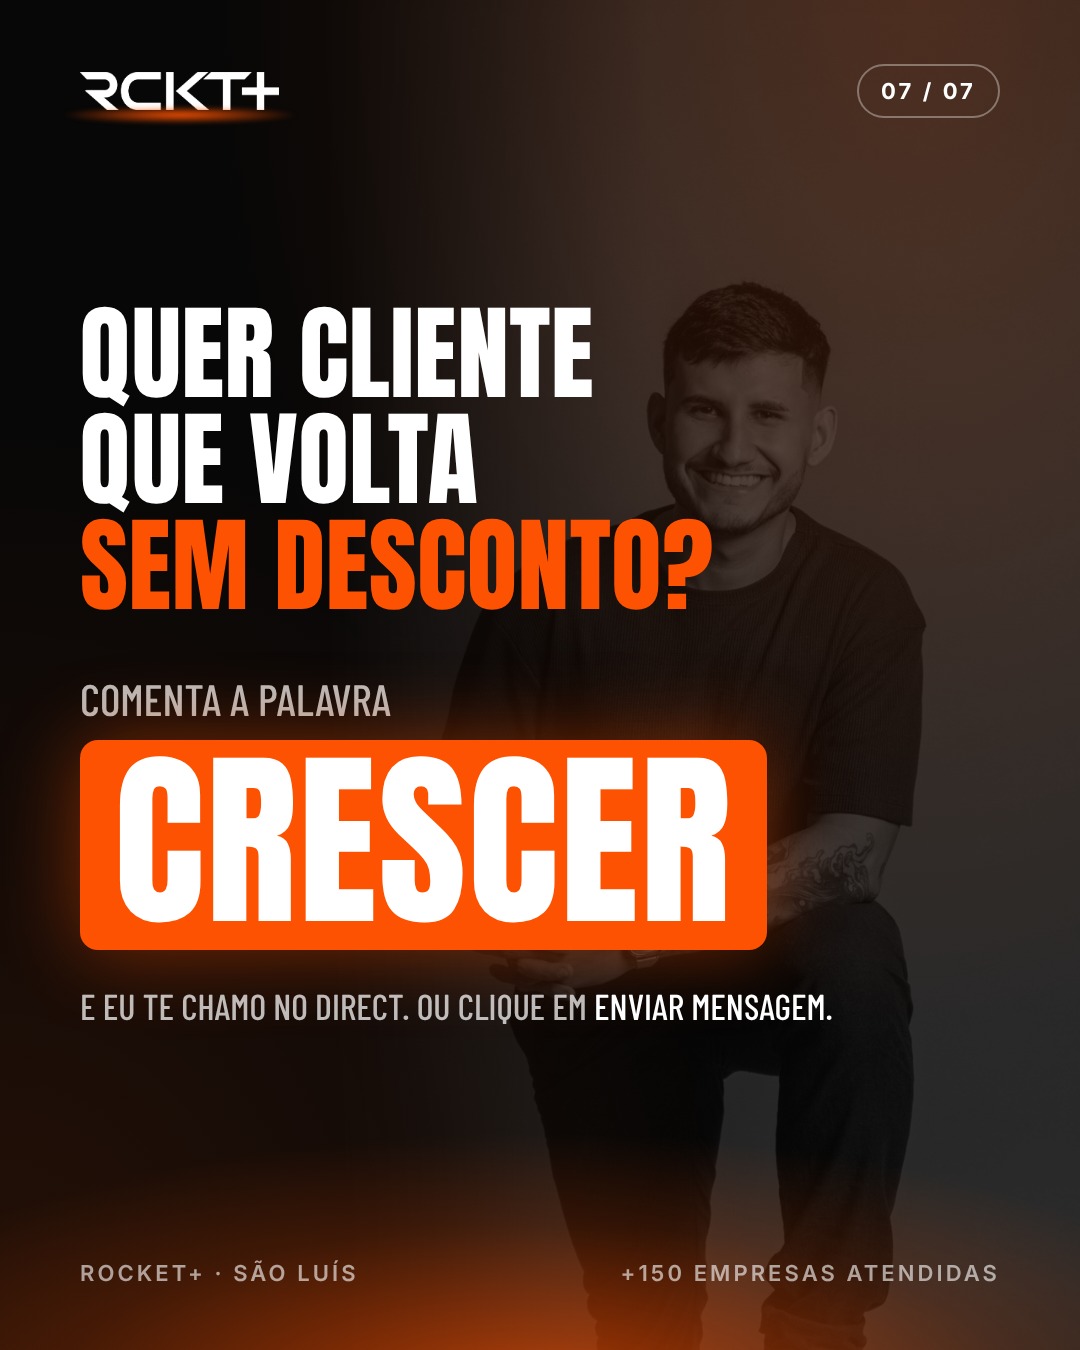 RCKT+
07 / 07
QUER CLIENTE
QUE VOLTA
SEM DESCONTO?
COMENTA A PALAVRA
CRESCER
E EU TE CHAMO NO DIRECT. OU CLIQUE EM ENVIAR MENSAGEM.
ROCKET+ · SÃO LUÍS
+150 EMPRESAS ATENDIDAS